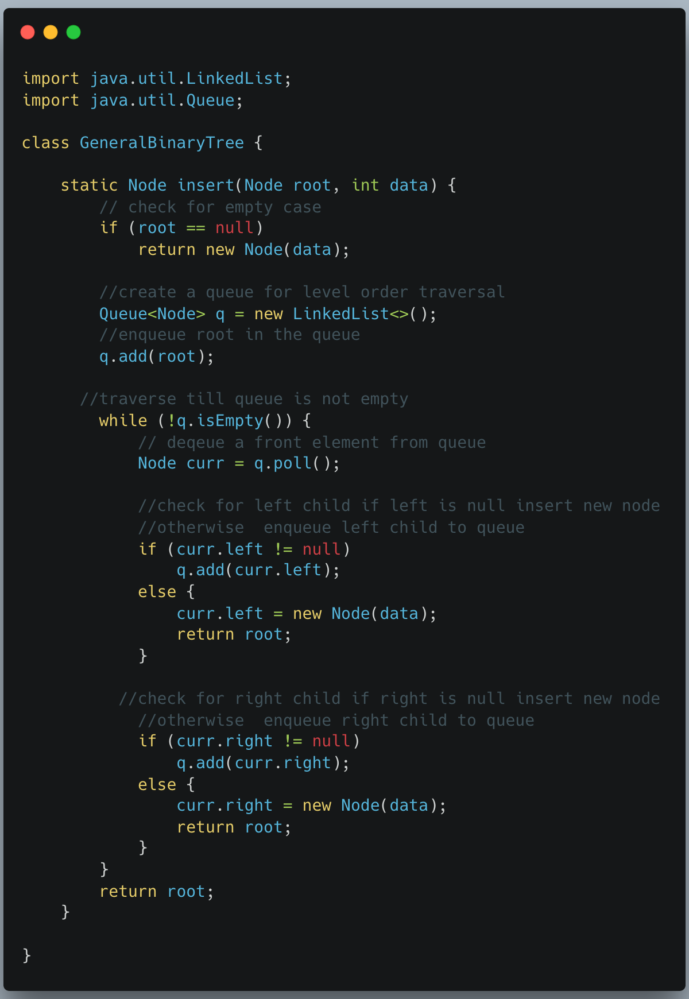 import java.util.LinkedList;
import java.util.Queue;

class GeneralBinaryTree {

    static Node insert(Node root, int data) {
        // check for empty case
        if (root == null)
            return new Node(data);

        //create a queue for level order traversal
        Queue<Node> q = new LinkedList<>();
        //enqueue root in the queue
        q.add(root);

      //traverse till queue is not empty
        while (!q.isEmpty()) {
            // deqeue a front element from queue
            Node curr = q.poll();

            //check for left child if left is null insert new node
            //otherwise  enqueue left child to queue
            if (curr.left != null)
                q.add(curr.left);
            else {
                curr.left = new Node(data);
                return root;
            }

          //check for right child if right is null insert new node
            //otherwise  enqueue right child to queue
            if (curr.right != null)
                q.add(curr.right);
            else {
                curr.right = new Node(data);
                return root;
            }
        }
        return root;
    }

}